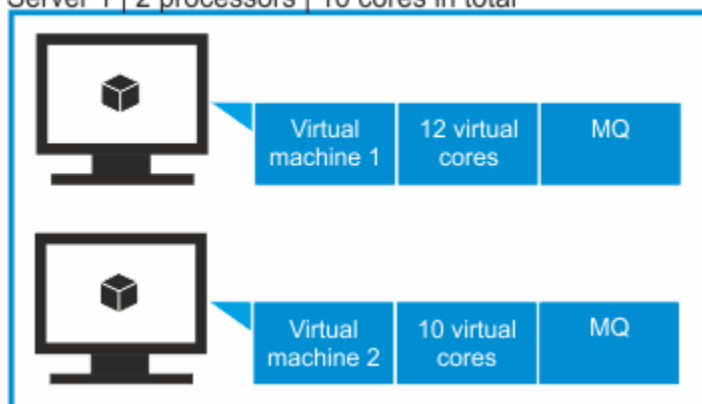 Server 1 | 2 processors | 16 cores in total
Virtual
machine 1
12 virtual
cores
MQ
Virtual
machine 2
10 virtual
cores
MQ